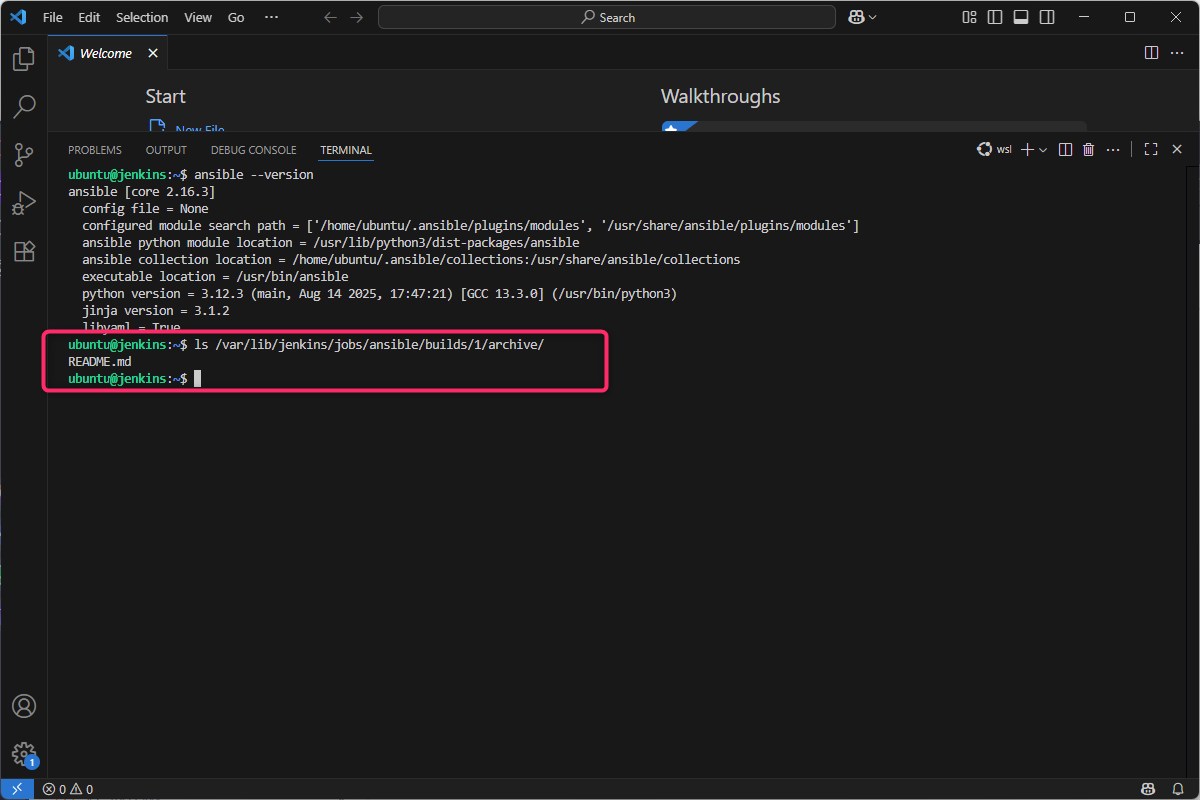 File Edit Selection View Go ··· Search
Welcome
Start
Walkthroughs
New File
PROBLEMS OUTPUT DEBUG CONSOLE TERMINAL wsl
ubuntu@jenkins:~$ ansible --version
ansible [core 2.16.3]
config file = None
configured module search path = ['/home/ubuntu/.ansible/plugins/modules', '/usr/share/ansible/plugins/modules']
ansible python module location = /usr/lib/python3/dist-packages/ansible
ansible collection location = /home/ubuntu/.ansible/collections:/usr/share/ansible/collections
executable location = /usr/bin/ansible
python version = 3.12.3 (main, Aug 14 2025, 17:47:21) [GCC 13.3.0] (/usr/bin/python3)
jinja version = 3.1.2
libyaml = True
ubuntu@jenkins:~$ ls /var/lib/jenkins/jobs/ansible/builds/1/archive/
README.md
ubuntu@jenkins:~$
1
0 0